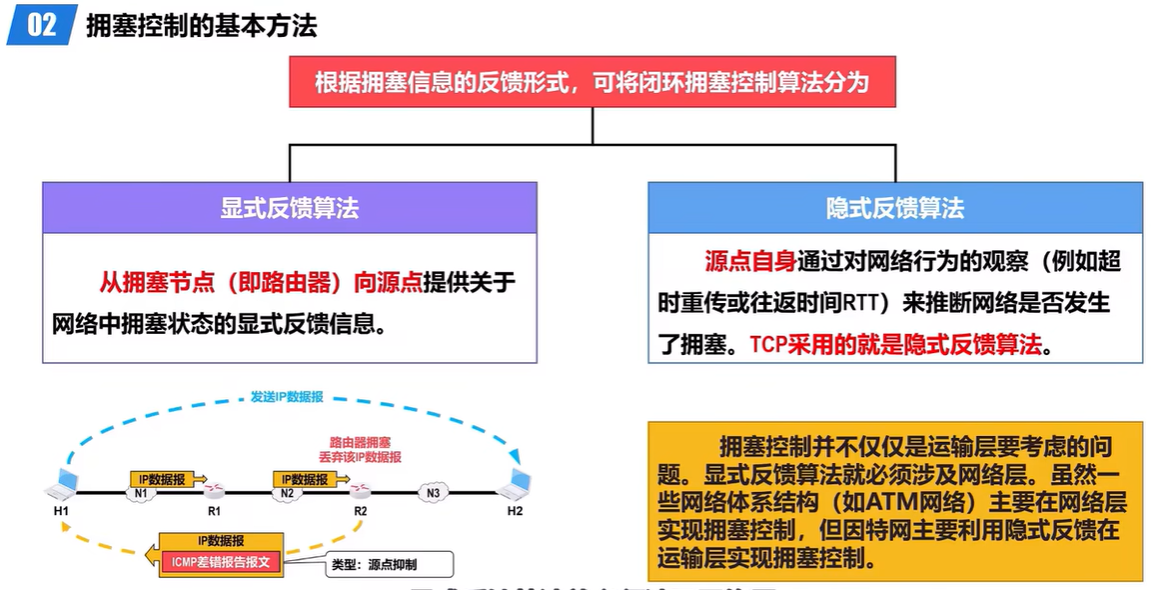 02 拥塞控制的基本方法
根据拥塞信息的反馈形式，可将闭环拥塞控制算法分为
显式反馈算法
从拥塞节点（即路由器）向源点提供关于
网络中拥塞状态的显式反馈信息。
隐式反馈算法
源点自身通过对网络行为的观察（例如超
时重传或往返时间RTT）来推断网络是否发生
了拥塞。TCP采用的就是隐式反馈算法。
发送IP数据报
路由器拥塞
丢弃该IP数据报
IP数据报
IP数据报
N1
N2
N3
H1
R1
R2
H2
IP数据报
ICMP差错报告报文
类型：源点抑制
拥塞控制并不仅仅是运输层要考虑的问
题。显式反馈算法就必须涉及网络层。虽然一
些网络体系结构（如ATM网络）主要在网络层
实现拥塞控制，但因特网主要利用隐式反馈在
运输层实现拥塞控制。